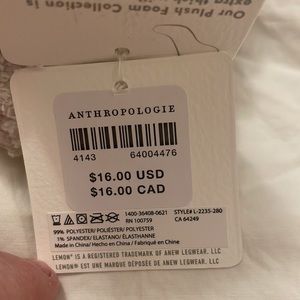 Our Plush Foam Collection is
extra thick
ANTHROPOLOGIE
4143 64004476
$16.00 USD
$16.00 CAD
1400-36408-0621 STYLE# L-2235-280
RN 100759 CA 64249
99% POLYESTER/ POLIÉSTER/ POLYESTER
1% SPANDEX/ ELASTANO/ ÉLASTHANNE
Made in China/ Hecho en China / Fabriqué en Chine
LEMON® IS A REGISTERED TRADEMARK OF ANEW LEGWEAR, LLC
LEMON® EST UNE MARQUE DÉPOSÉE DE ANEW LEGWEAR, LLC